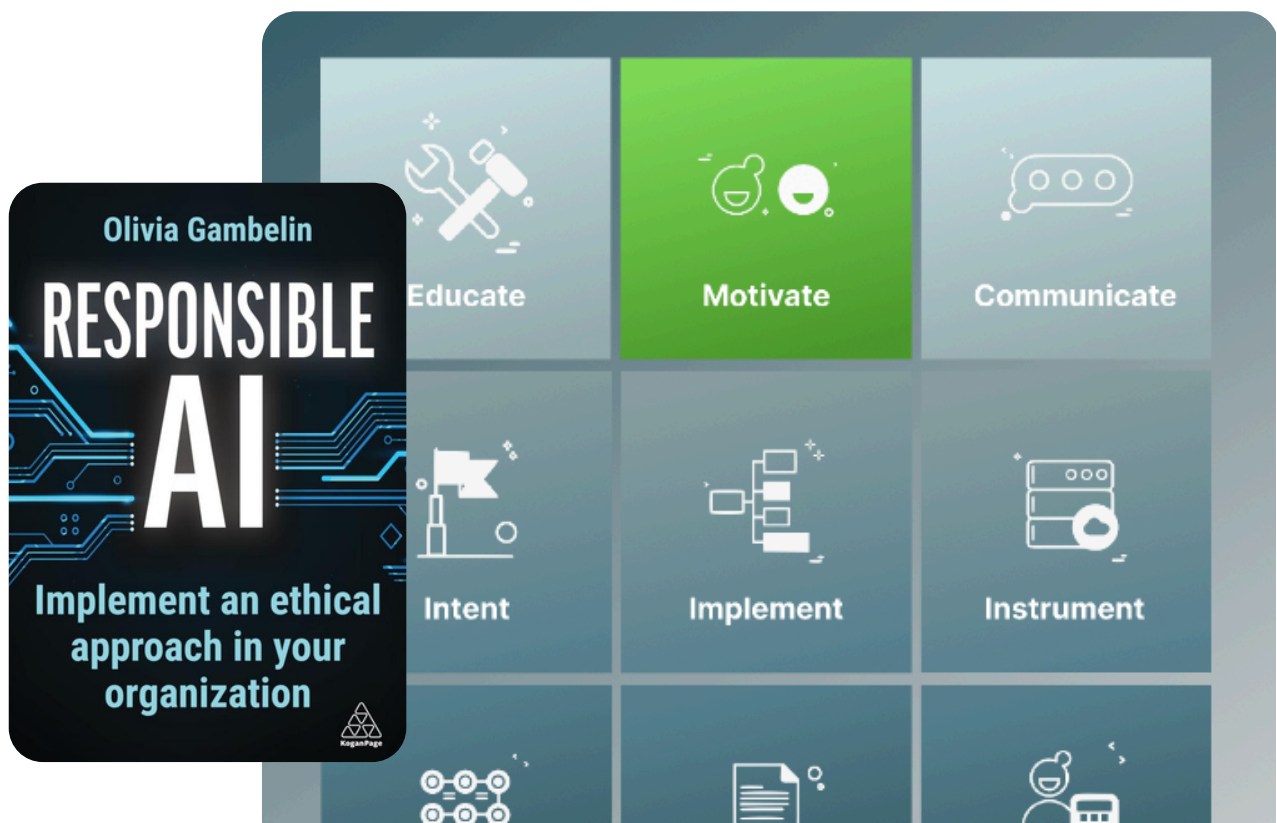 Olivia Gambelin
RESPONSIBLE
AI
Implement an ethical
approach in your
organization
KoganPage
Educate
Motivate
Communicate
Intent
Implement
Instrument